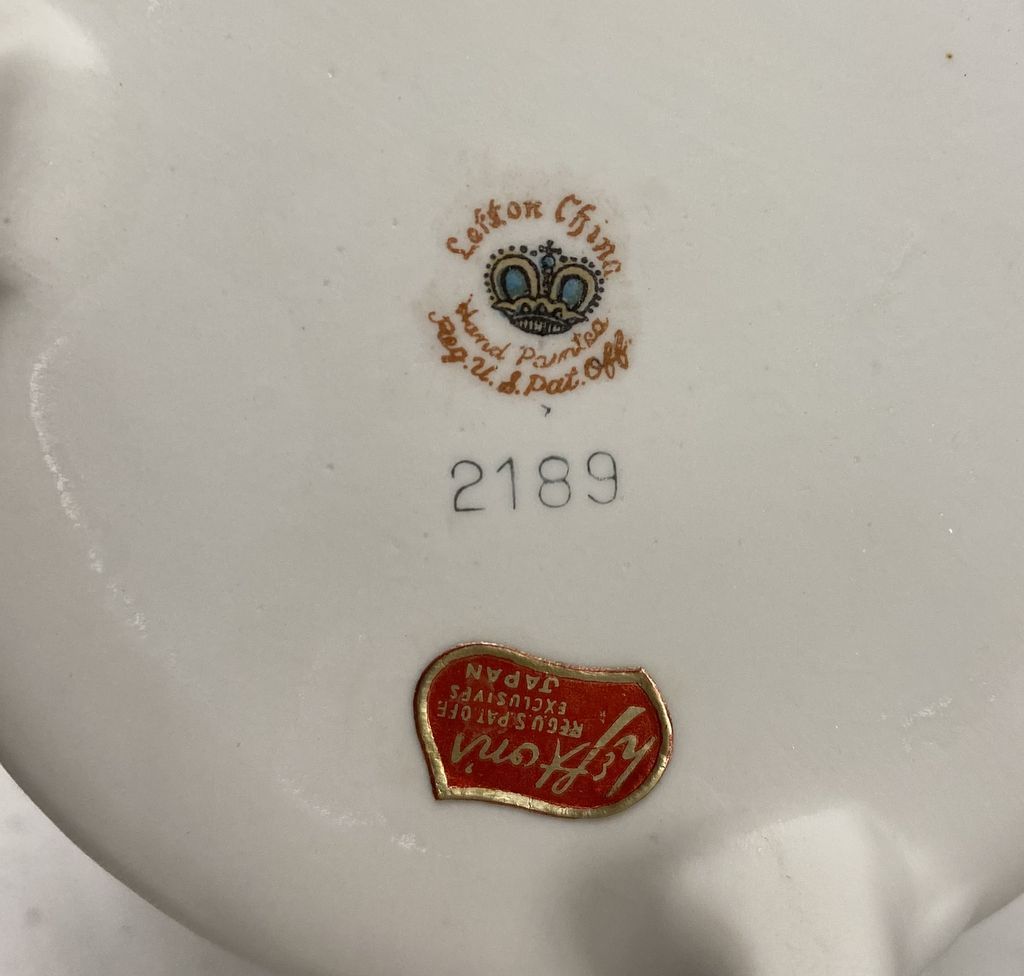 Lefton China
Hand Painted
Reg. U. S. Pat. Off.
2189
Lefton's
REG.U.S.PAT.OFF.
EXCLUSIVES
JAPAN